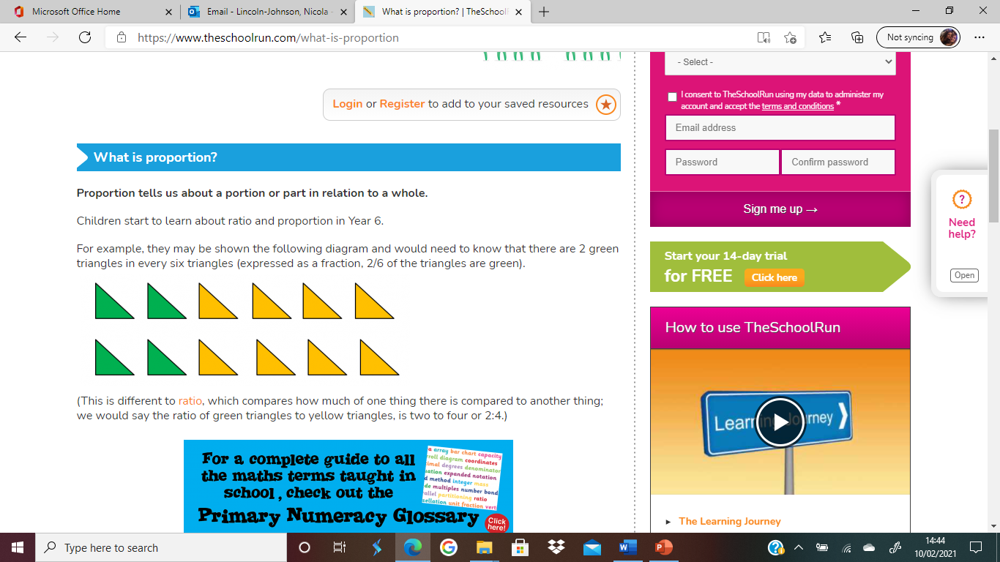 Microsoft Office Home
Email - Lincoln-Johnson, Nicola -
What is proportion? | TheSchoolR
https://www.theschoolrun.com/what-is-proportion
Not syncing
Login or Register to add to your saved resources
What is proportion?
Proportion tells us about a portion or part in relation to a whole.
Children start to learn about ratio and proportion in Year 6.
For example, they may be shown the following diagram and would need to know that there are 2 green
triangles in every six triangles (expressed as a fraction, 2/6 of the triangles are green).
(This is different to ratio, which compares how much of one thing there is compared to another thing;
we would say the ratio of green triangles to yellow triangles, is two to four or 2:4.)
For a complete guide to all
the maths terms taught in
school, check out the
Primary Numeracy Glossary
Click
here!
a array bar chart capacity
roll diagram coordinates
imal degrees denominator
uation expanded notation
d method integer mass
de multiples number bond
rallel partitioning ratio
sellation unit fraction verti
- Select -
I consent to TheSchoolRun using my data to administer my
account and accept the terms and conditions *
Email address
Password
Confirm password
Sign me up →
Start your 14-day trial
for FREE
Click here
How to use TheSchoolRun
Learning Journey
The Learning Journey
?
Need
help?
Open
Type here to search
14:44
10/02/2021